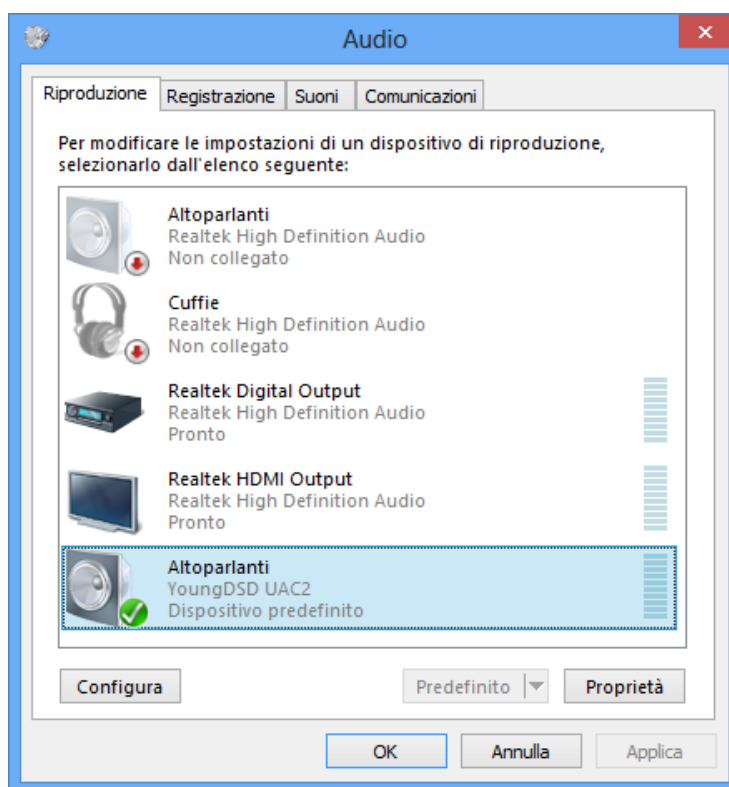 Audio
Riproduzione Registrazione Suoni Comunicazioni
Per modificare le impostazioni di un dispositivo di riproduzione,
selezionarlo dall'elenco seguente:
Altoparlanti
Realtek High Definition Audio
Non collegato
Cuffie
Realtek High Definition Audio
Non collegato
Realtek Digital Output
Realtek High Definition Audio
Pronto
Realtek HDMI Output
Realtek High Definition Audio
Pronto
Altoparlanti
YoungDSD UAC2
Dispositivo predefinito
Configura Predefinito Proprietà
OK Annulla Applica